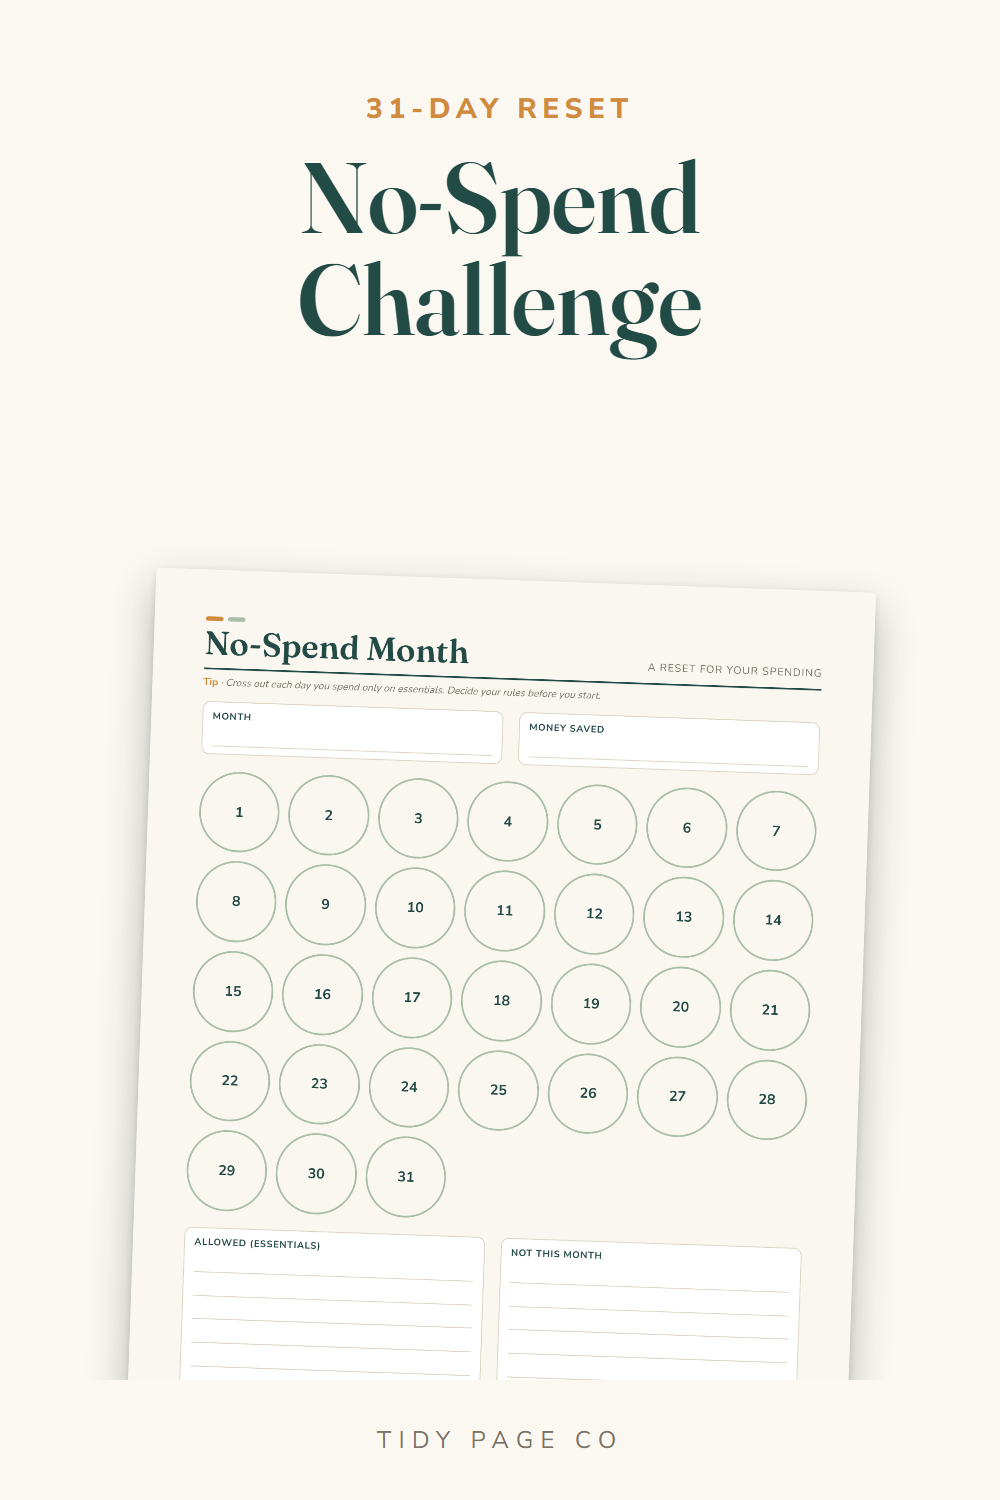 31-DAY RESET
No-Spend
Challenge
No-Spend Month
A RESET FOR YOUR SPENDING
Tip · Cross out each day you spend only on essentials. Decide your rules before you start.
MONTH
MONEY SAVED
1 2 3 4 5 6 7
8 9 10 11 12 13 14
15 16 17 18 19 20 21
22 23 24 25 26 27 28
29 30 31
ALLOWED (ESSENTIALS)
NOT THIS MONTH
TIDY PAGE CO